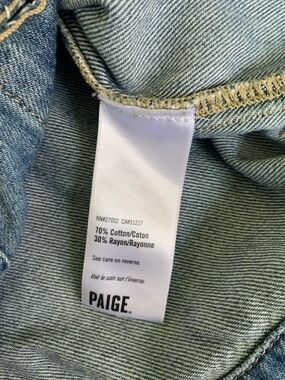 RN#27002 CA#51217
70% Cotton/Coton
30% Rayon/Rayonne
See care on reverse
Voir le soin sur l'inverse
PAIGE.